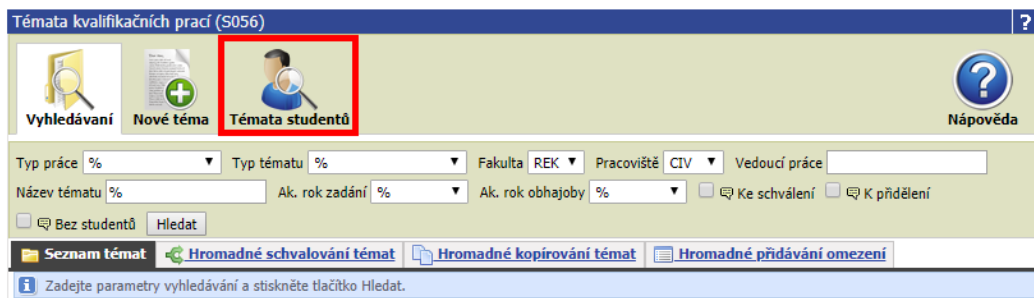 Témata kvalifikačních prací (S056) ?
Vyhledávaní Nové téma Témata studentů Nápověda
Typ práce % Typ tématu % Fakulta REK Pracoviště CIV Vedoucí práce
Název tématu % Ak. rok zadání % Ak. rok obhajoby % Ke schválení K přidělení
Bez studentů Hledat
Seznam témat Hromadné schvalování témat Hromadné kopírování témat Hromadné přidávání omezení
Zadejte parametry vyhledávání a stiskněte tlačítko Hledat.